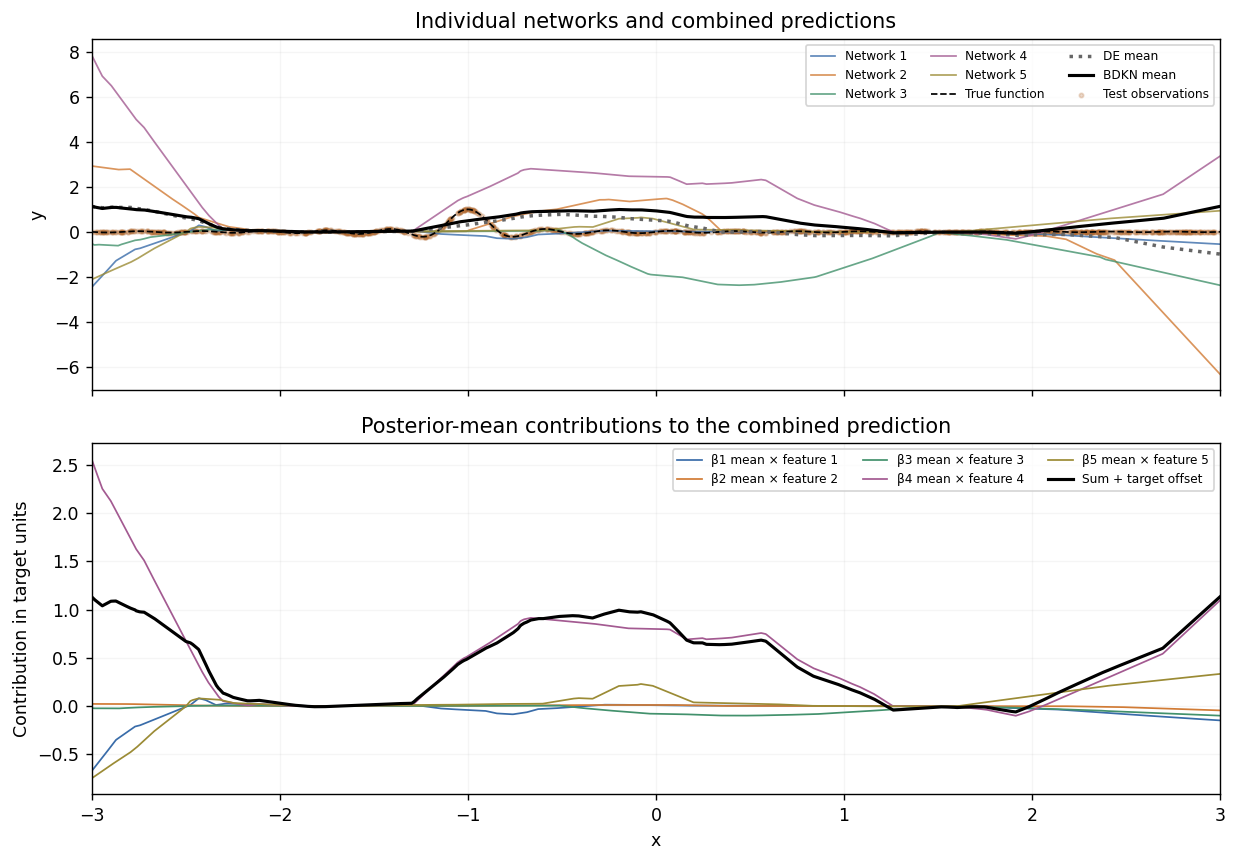 Individual networks and combined predictions
Network 1
Network 2
Network 3
Network 4
Network 5
True function
DE mean
BDKN mean
Test observations
8
6
4
2
0
−2
−4
−6
y
Posterior-mean contributions to the combined prediction
β1 mean × feature 1
β2 mean × feature 2
β3 mean × feature 3
β4 mean × feature 4
β5 mean × feature 5
Sum + target offset
2.5
2.0
1.5
1.0
0.5
0.0
−0.5
Contribution in target units
−3 −2 −1 0 1 2 3
x